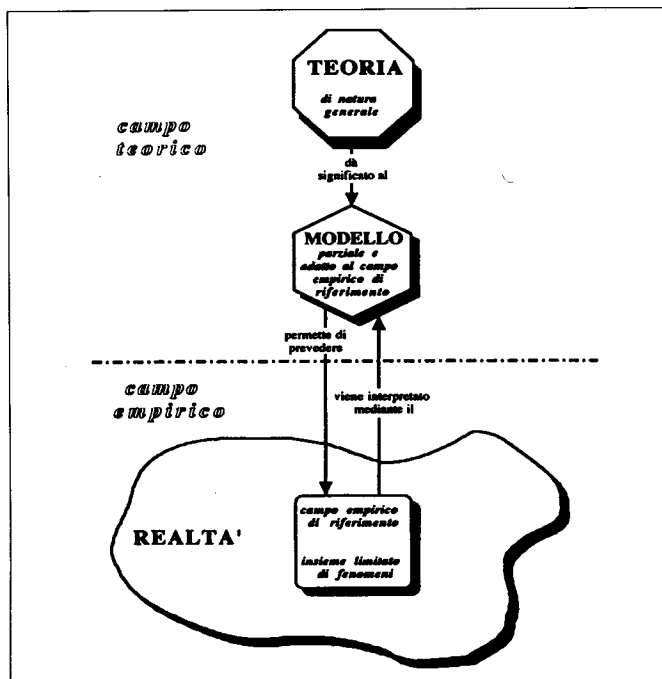 TEORIA
di natura
generale
campo
teorico
dà
significato al
MODELLO
parziale e
adatto al campo
empirico di
riferimento
permette di
prevedere
campo
empirico
viene interpretato
mediante il
campo empirico
di riferimento
REALTA'
insieme limitato
di fenomeni